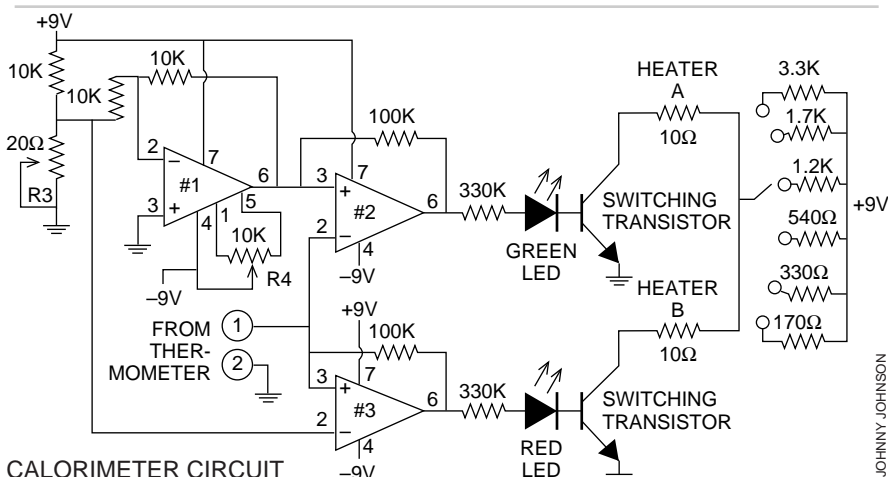 +9V
10K
10K
10K
20Ω
R3
2
−
7
#1
6
3
+
4
1
5
10K
R4
–9V
100K
3
+
7
#2
6
2
−
4
–9V
330K
GREEN
LED
SWITCHING
TRANSISTOR
HEATER
A
10Ω
3.3K
1.7K
1.2K
540Ω
330Ω
170Ω
+9V
FROM
THER-
MOMETER
1
2
+9V
100K
3
+
7
#3
6
2
−
4
–9V
330K
RED
LED
SWITCHING
TRANSISTOR
HEATER
B
10Ω
CALORIMETER CIRCUIT
JOHNNY JOHNSON